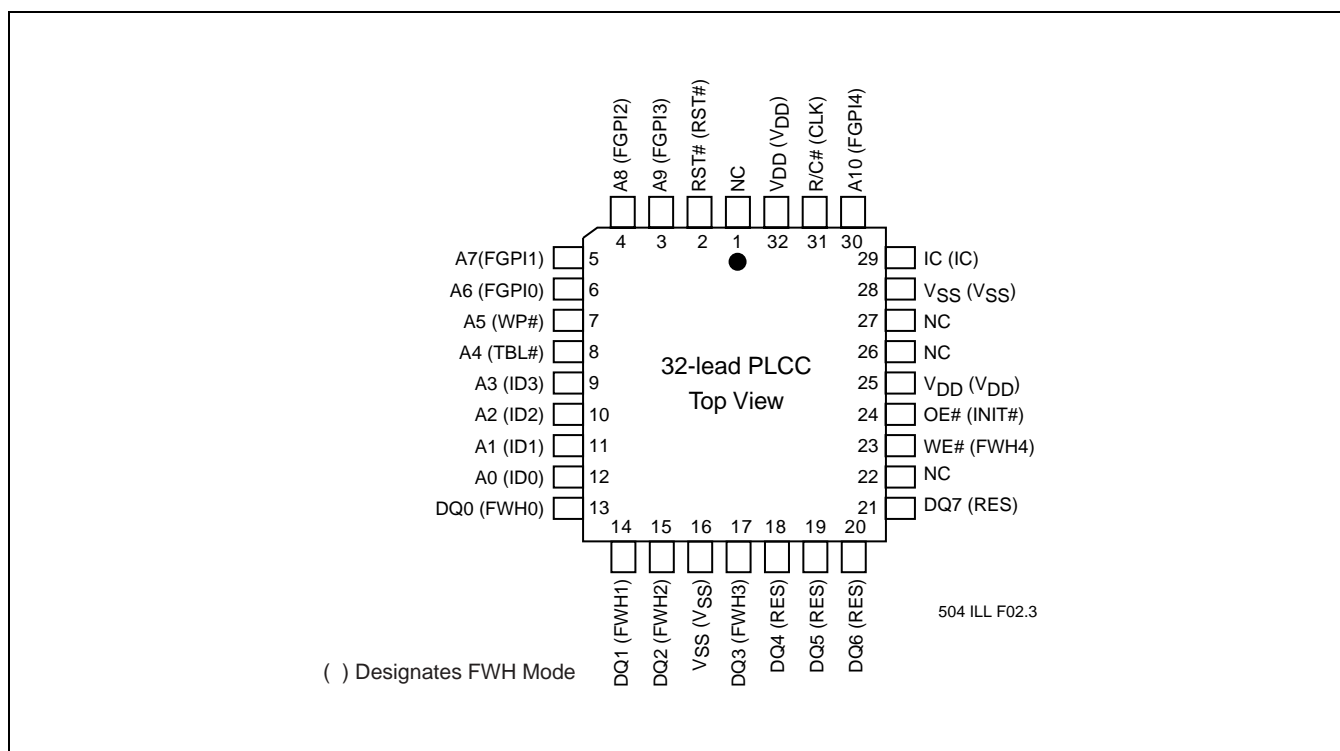 A8 (FGPI2)
A9 (FGPI3)
RST# (RST#)
NC
VDD (VDD)
R/C# (CLK)
A10 (FGPI4)
4 3 2 1 32 31 30
A7(FGPI1) 5
A6 (FGPI0) 6
A5 (WP#) 7
A4 (TBL#) 8
A3 (ID3) 9
A2 (ID2) 10
A1 (ID1) 11
A0 (ID0) 12
DQ0 (FWH0) 13
32-lead PLCC
Top View
29 IC (IC)
28 VSS (VSS)
27 NC
26 NC
25 VDD (VDD)
24 OE# (INIT#)
23 WE# (FWH4)
22 NC
21 DQ7 (RES)
14 15 16 17 18 19 20
DQ1 (FWH1)
DQ2 (FWH2)
VSS (VSS)
DQ3 (FWH3)
DQ4 (RES)
DQ5 (RES)
DQ6 (RES)
504 ILL F02.3
( ) Designates FWH Mode